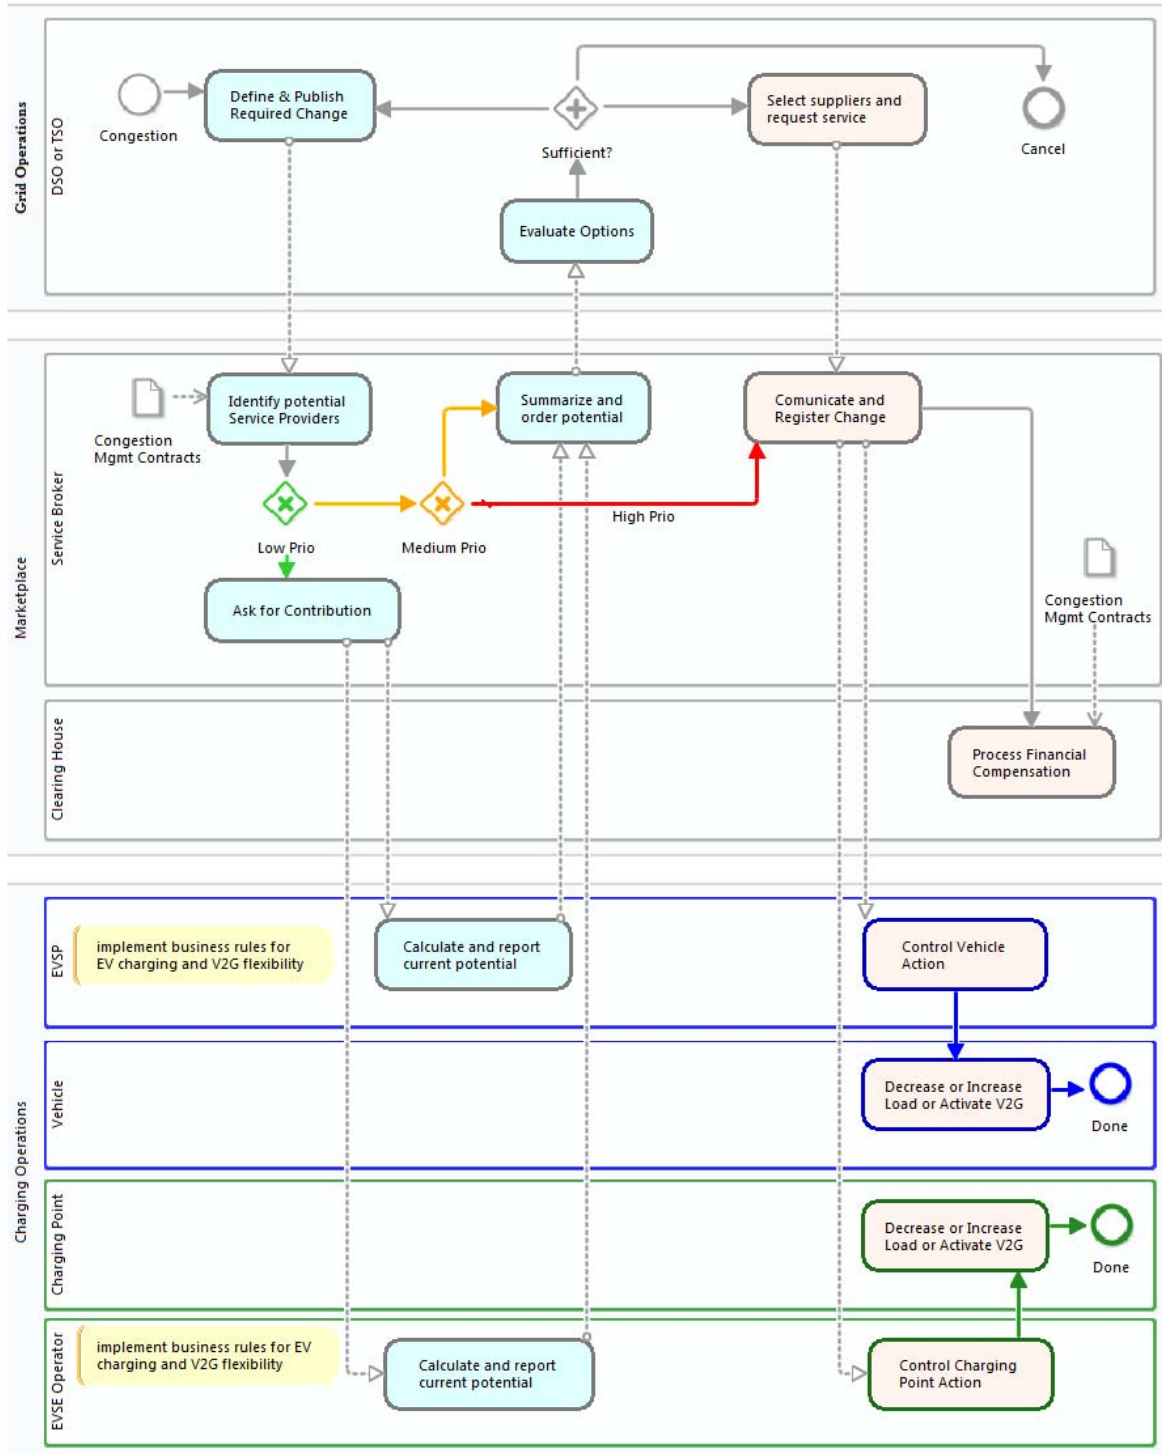 Grid Operations
DSO or TSO
Congestion
Define & Publish
Required Change
Sufficient?
Select suppliers and
request service
Cancel
Evaluate Options
Marketplace
Service Broker
Congestion
Mgmt Contracts
Identify potential
Service Providers
Summarize and
order potential
Comunicate and
Register Change
Low Prio
Medium Prio
High Prio
Ask for Contribution
Congestion
Mgmt Contracts
Clearing House
Process Financial
Compensation
Charging Operations
EVSP
implement business rules for
EV charging and V2G flexibility
Calculate and report
current potential
Control Vehicle
Action
Vehicle
Decrease or Increase
Load or Activate V2G
Done
Charging Point
Decrease or Increase
Load or Activate V2G
Done
EVSE Operator
implement business rules for EV
charging and V2G flexibility
Calculate and report
current potential
Control Charging
Point Action